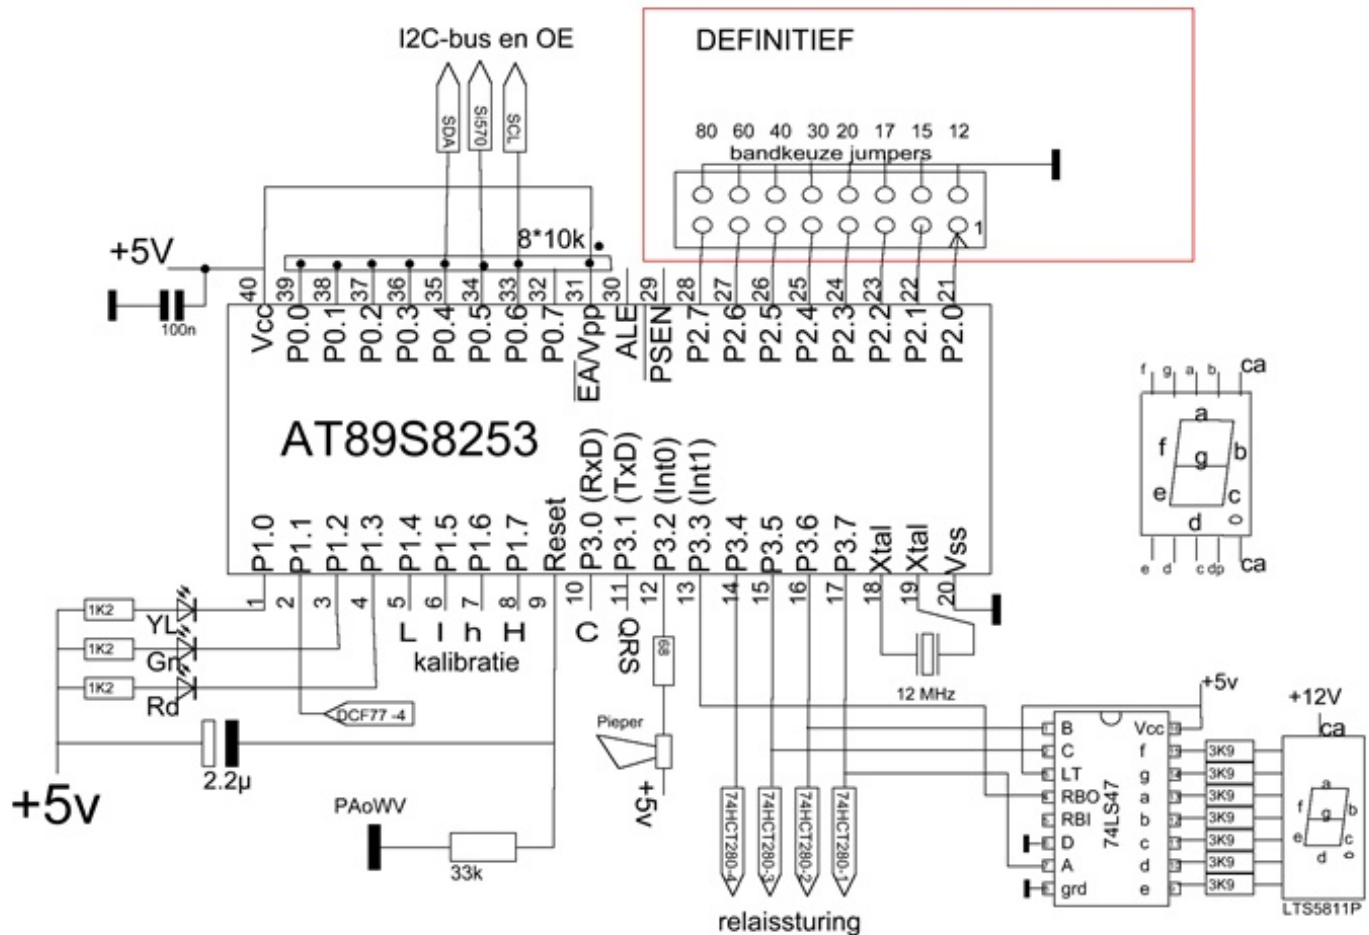 I2C-bus en OE
DEFINITIEF
SDA
SI570
SCL
80 60 40 30 20 17 15 12
bandkeuze jumpers
1
8*10k
+5V
100n
40 39 38 37 36 35 34 33 32 31 30 29 28 27 26 25 24 23 22 21
Vcc P0.0 P0.1 P0.2 P0.3 P0.4 P0.5 P0.6 P0.7 EA/Vpp ALE PSEN P2.7 P2.6 P2.5 P2.4 P2.3 P2.2 P2.1 P2.0
AT89S8253
P1.0 P1.1 P1.2 P1.3 P1.4 P1.5 P1.6 P1.7 Reset P3.0 (RxD) P3.1 (TxD) P3.2 (Int0) P3.3 (Int1) P3.4 P3.5 P3.6 P3.7 Xtal Xtal Vss
1 2 3 4 5 6 7 8 9 10 11 12 13 14 15 16 17 18 19 20
f g a b ca
a
f g b
e c
d
e d c dp ca
1K2 YL
1K2 Gr
1K2 Rd
L l h H
kalibratie
C
QRS
68
12 MHz
DCF77 -4
Pieper
+5v
2.2µ
+5v
PAoWV
33k
74HCT280-4
74HCT280-3
74HCT280-2
74HCT280-1
relaissturing
+5v
+12V
ca
74LS47
B Vcc
C f 3K9
LT g 3K9
RBO a 3K9
RBI b 3K9
D c 3K9
A d 3K9
grd e 3K9
a
f g b
e c
d
LTS5811P